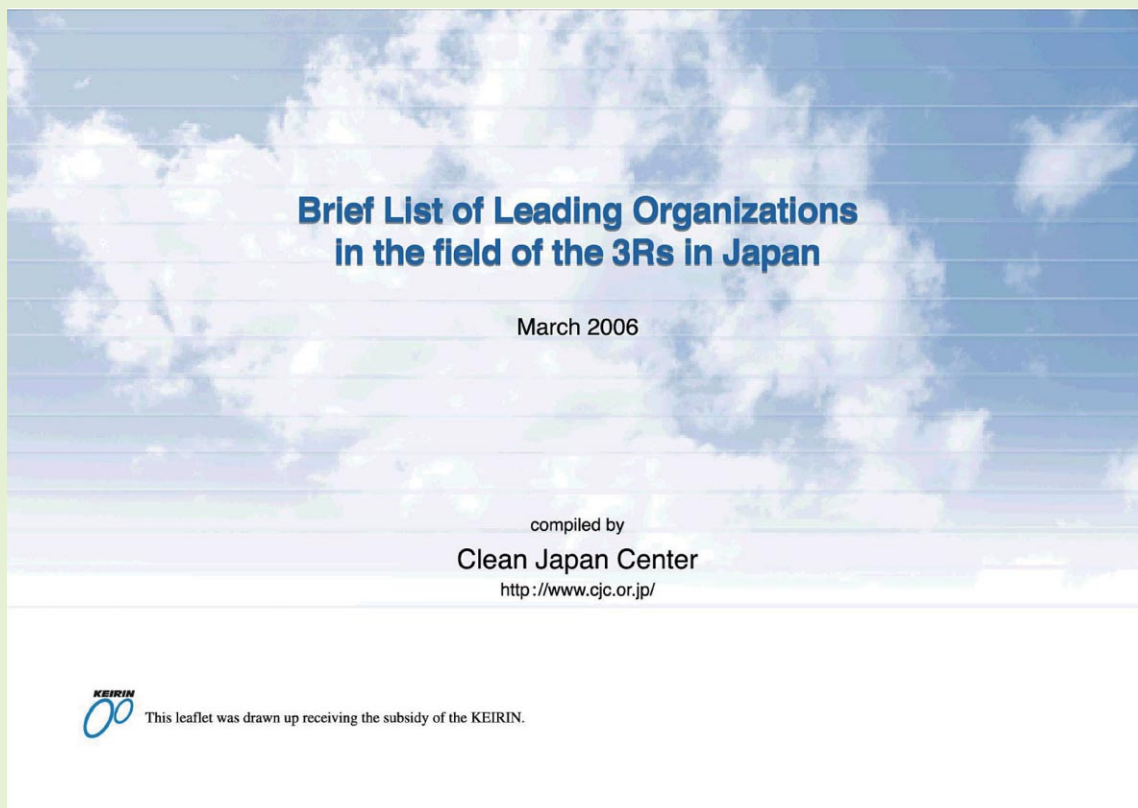 Brief List of Leading Organizations
in the field of the 3Rs in Japan
March 2006
compiled by
Clean Japan Center
http://www.cjc.or.jp/
KEIRIN
This leaflet was drawn up receiving the subsidy of the KEIRIN.